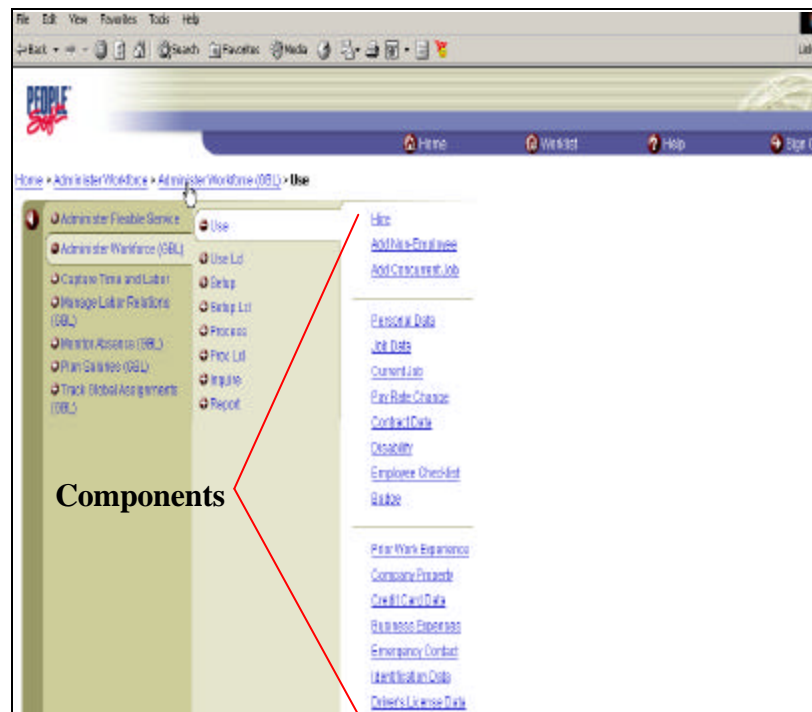 File Edit View Favorites Tools Help
Back Search Favorites Media
PEOPLE
Soft
Home Worklist Help Sign
Home > Administer Workforce > Administer Workforce (GBL) > Use
Administer Flexible Service
Administer Workforce (GBL)
Capture Time and Labor
Manage Labor Relations
(GBL)
Monitor Absence (GBL)
Plan Salaries (GBL)
Track Global Assignments
(GBL)
Use
Use Lcl
Setup
Setup Lcl
Process
Proc Lcl
Inquire
Report
Hire
Add Non-Employee
Add Concurrent Job
Personal Data
Job Data
Current Job
Pay Rate Change
Contract Data
Disability
Employee Checklist
Badge
Components
Prior Work Experience
Company Property
Credit Card Data
Business Expenses
Emergency Contact
Identification Data
Driver's License Data